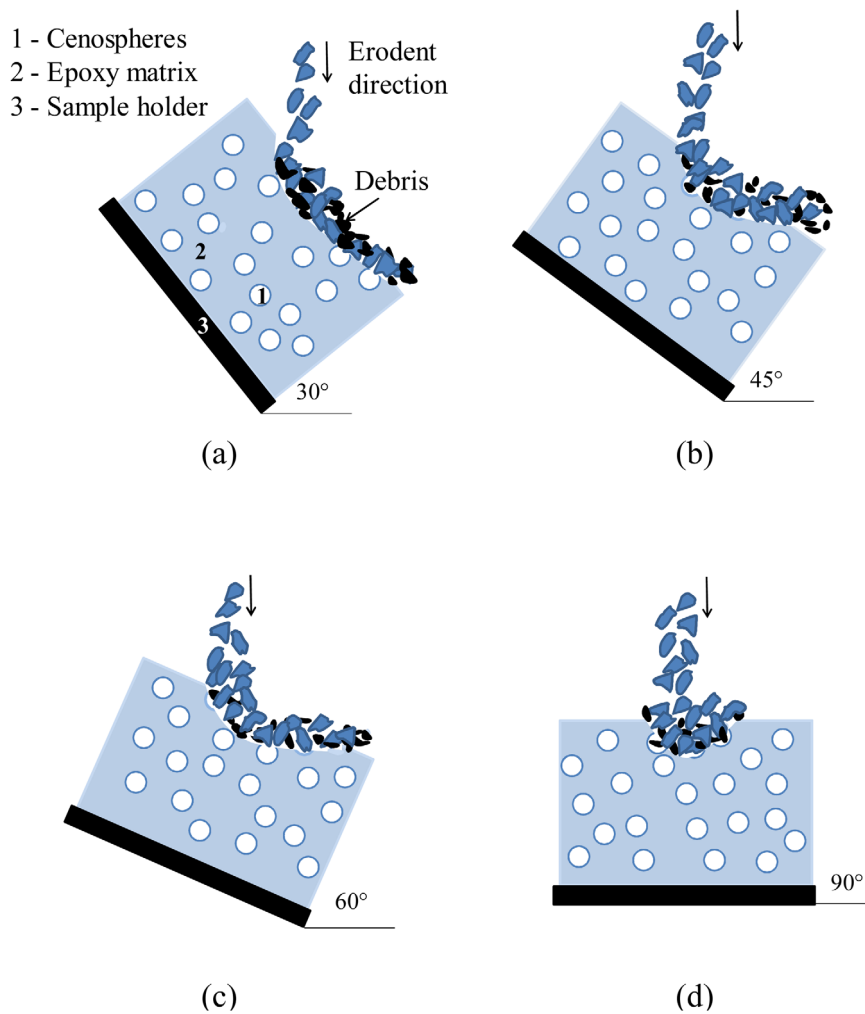 1 - Cenospheres
2 - Epoxy matrix
3 - Sample holder
Erodent
direction
Debris
2
1
3
30°
(a)
45°
(b)
60°
(c)
90°
(d)